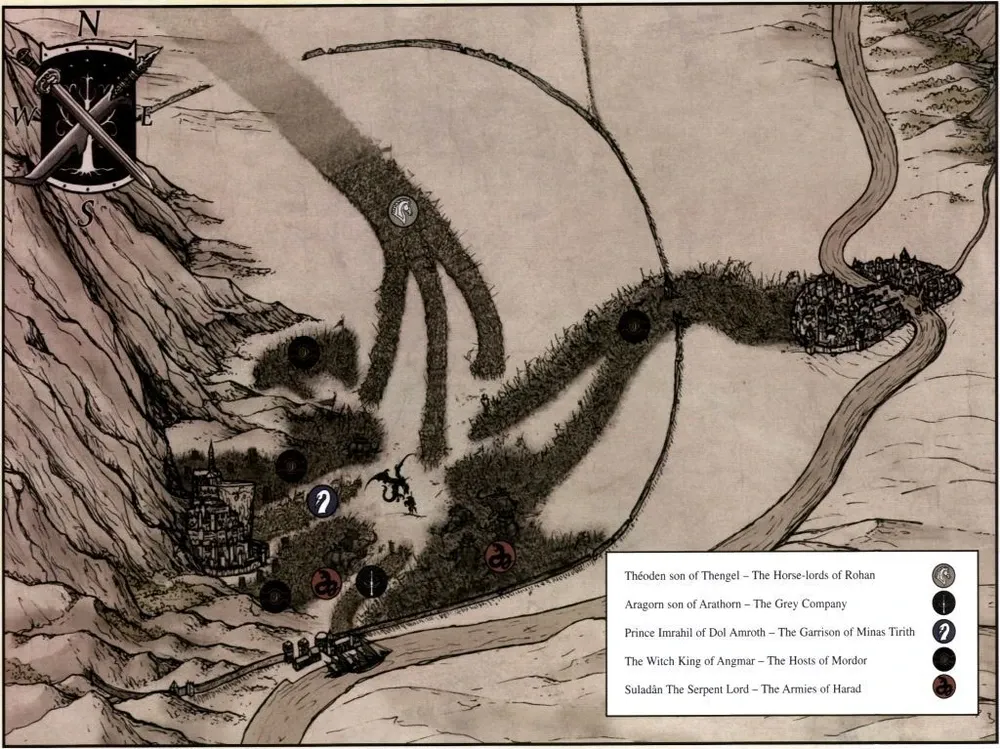 N
W
E
S
Théoden son of Thengel – The Horse-lords of Rohan
Aragorn son of Arathorn – The Grey Company
Prince Imrahil of Dol Amroth – The Garrison of Minas Tirith
The Witch King of Angmar – The Hosts of Mordor
Suladân The Serpent Lord – The Armies of Harad